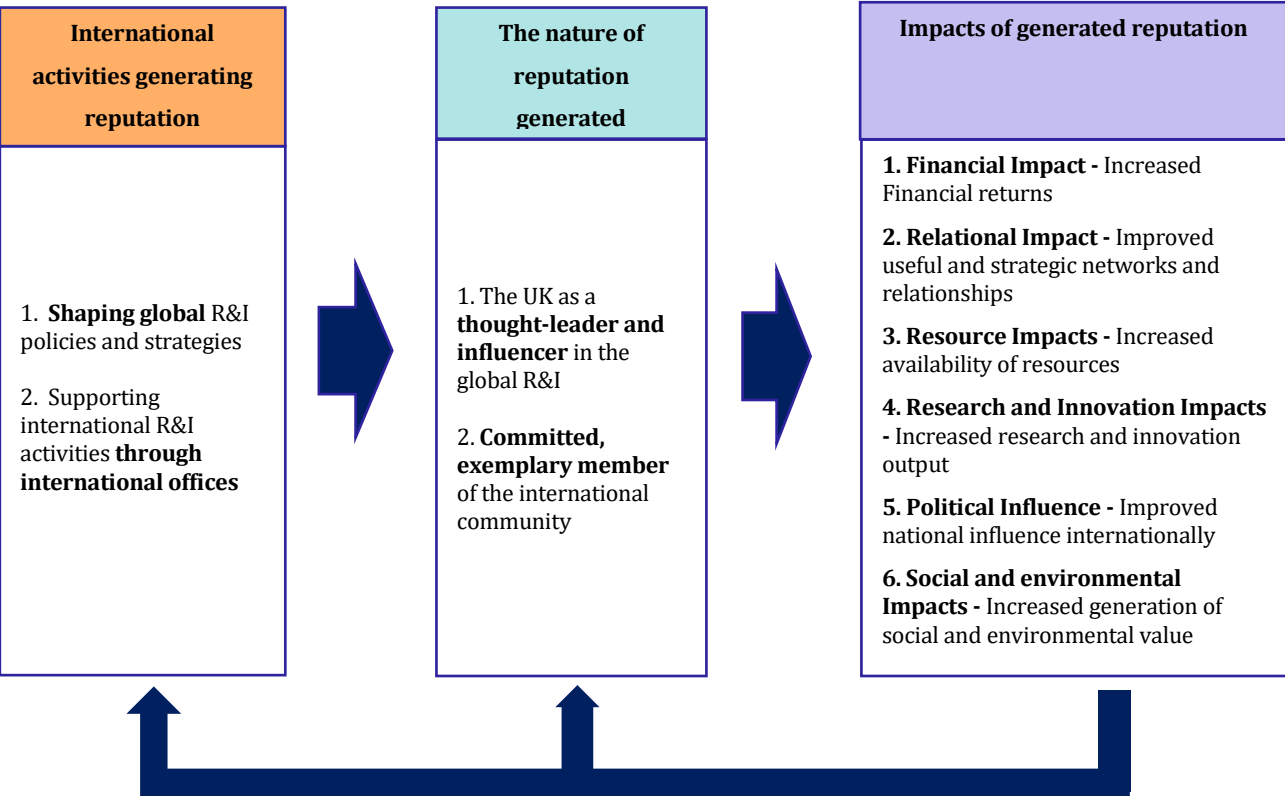 International
activities generating
reputation
1. Shaping global R&I
policies and strategies
2. Supporting
international R&I
activities through
international offices
The nature of
reputation
generated
1. The UK as a
thought-leader and
influencer in the
global R&I
2. Committed,
exemplary member
of the international
community
Impacts of generated reputation
1. Financial Impact - Increased
Financial returns
2. Relational Impact - Improved
useful and strategic networks and
relationships
3. Resource Impacts - Increased
availability of resources
4. Research and Innovation Impacts
- Increased research and innovation
output
5. Political Influence - Improved
national influence internationally
6. Social and environmental
Impacts - Increased generation of
social and environmental value